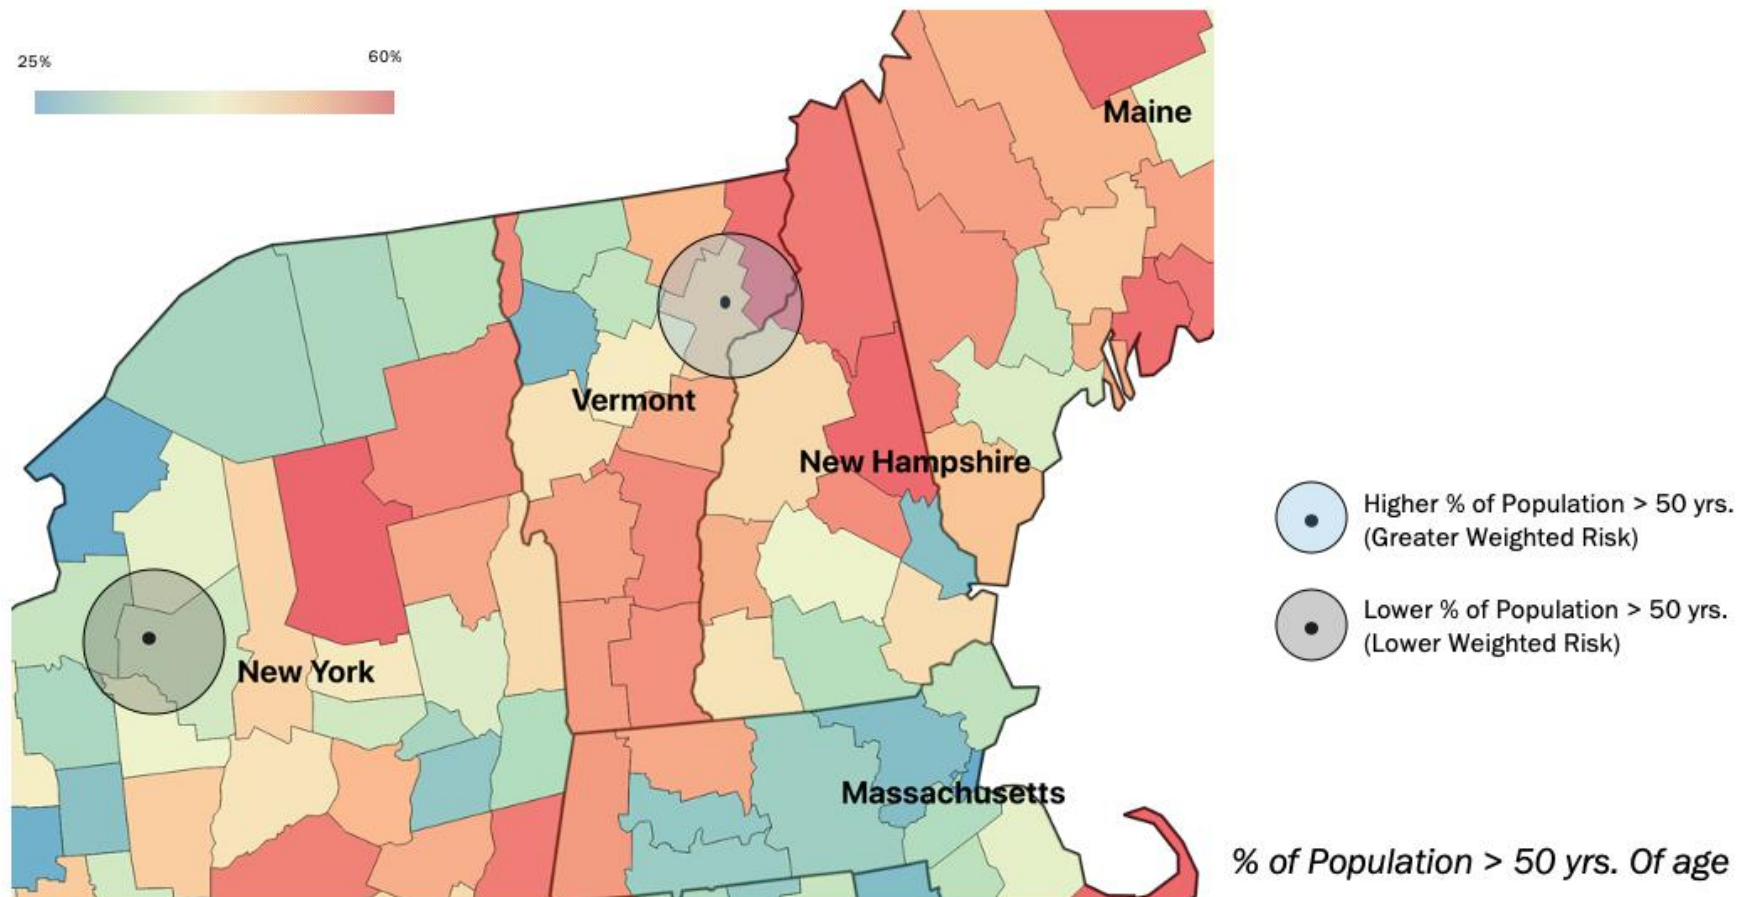 25%
60%
Maine
Vermont
New Hampshire
Higher % of Population > 50 yrs.
(Greater Weighted Risk)
Lower % of Population > 50 yrs.
(Lower Weighted Risk)
New York
Massachusetts
% of Population > 50 yrs. Of age